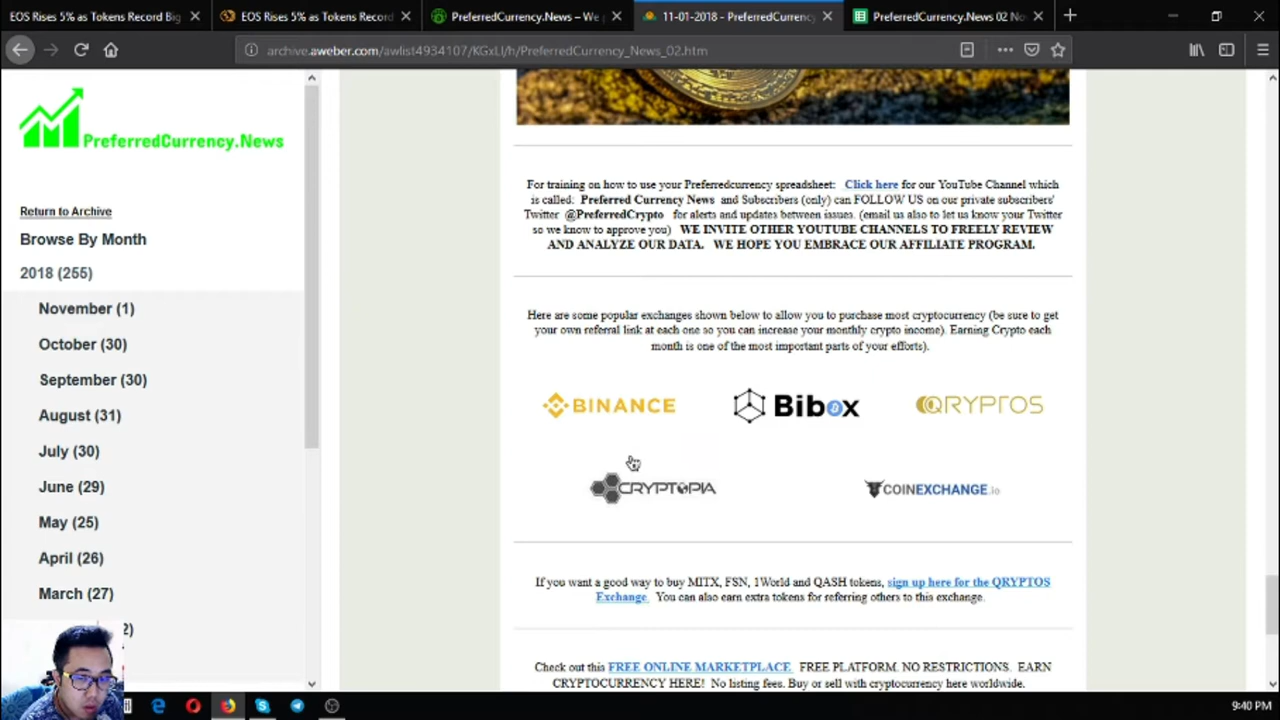 EOS Rises 5% as Tokens Record Big
EOS Rises 5% as Tokens Record
PreferredCurrency.News – We
11-01-2018 - PreferredCurrency
PreferredCurrency.News 02 No
archive.aweber.com/awlist4934107/KGxLl/h/PreferredCurrency_News_02.htm
PreferredCurrency.News
Return to Archive
Browse By Month
2018 (255)
November (1)
October (30)
September (30)
August (31)
July (30)
June (29)
May (25)
April (26)
March (27)
2)
For training on how to use your Preferredcurrency spreadsheet: Click here for our YouTube Channel which
is called: Preferred Currency News and Subscribers (only) can FOLLOW US on our private subscribers'
Twitter @PreferredCrypto for alerts and updates between issues. (email us also to let us know your Twitter
so we know to approve you) WE INVITE OTHER YOUTUBE CHANNELS TO FREELY REVIEW
AND ANALYZE OUR DATA. WE HOPE YOU EMBRACE OUR AFFILIATE PROGRAM.
Here are some popular exchanges shown below to allow you to purchase most cryptocurrency (be sure to get
your own referral link at each one so you can increase your monthly crypto income). Earning Crypto each
month is one of the most important parts of your efforts).
BINANCE Bibox QRYPTOS
CRYPTOPIA COINEXCHANGE.io
If you want a good way to buy MITX, FSN, 1World and QASH tokens, sign up here for the QRYPTOS
Exchange. You can also earn extra tokens for referring others to this exchange.
Check out this FREE ONLINE MARKETPLACE. FREE PLATFORM. NO RESTRICTIONS. EARN
CRYPTOCURRENCY HERE! No listing fees. Buy or sell with cryptocurrency here worldwide.
9:40 PM